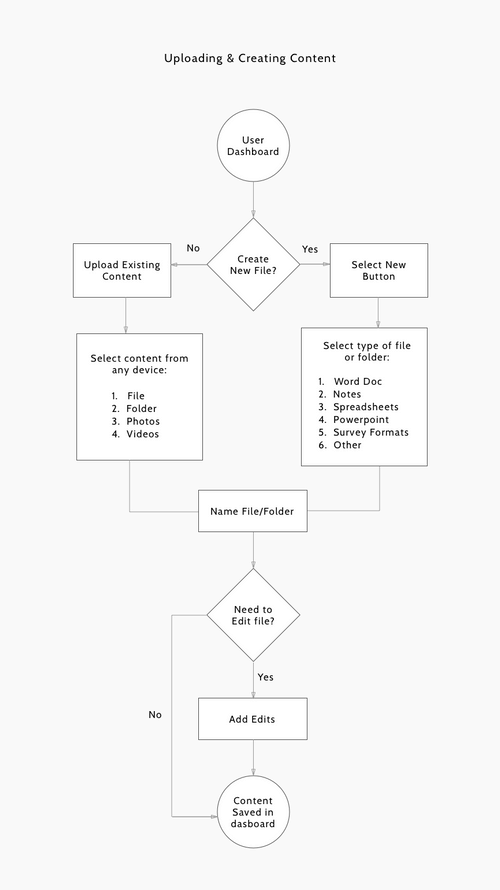 Uploading & Creating Content
User
Dashboard
Create
New File?
No
Yes
Upload Existing
Content
Select New
Button
Select content from
any device:
1. File
2. Folder
3. Photos
4. Videos
Select type of file
or folder:
1. Word Doc
2. Notes
3. Spreadsheets
4. Powerpoint
5. Survey Formats
6. Other
Name File/Folder
Need to
Edit file?
Yes
No
Add Edits
Content
Saved in
dasboard